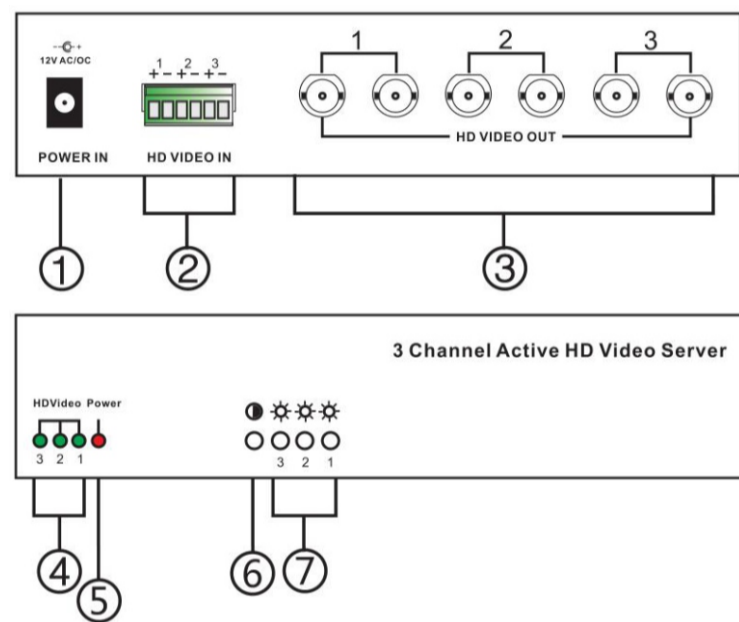 12V AC/OC
POWER IN
1 2 3
+ - + - + -
HD VIDEO IN
1 2 3
HD VIDEO OUT
① ② ③
3 Channel Active HD Video Server
HDVideo Power
3 2 1
3 2 1
④ ⑤ ⑥ ⑦